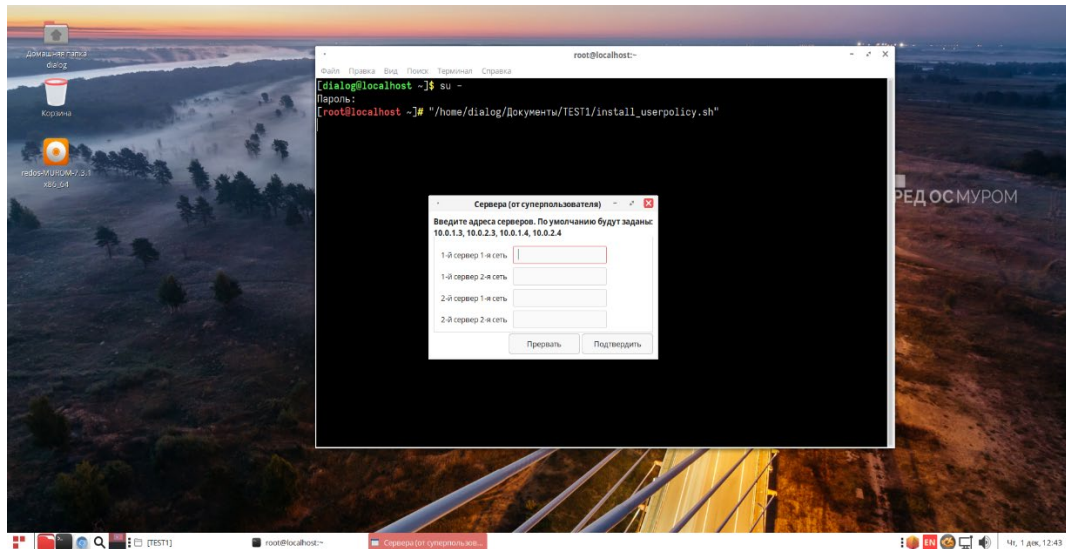 Домашняя папка
dialog
Корзина
redos-MUROM-7.3.1
x86_64
root@localhost:~
Файл Правка Вид Поиск Терминал Справка
[dialog@localhost ~]$ su -
Пароль:
[root@localhost ~]# "/home/dialog/Документы/TEST1/install_userpolicy.sh"
Сервера (от суперпользователя)
Введите адреса серверов. По умолчанию будут заданы:
10.0.1.3, 10.0.2.3, 10.0.1.4, 10.0.2.4
1-й сервер 1-я сеть
1-й сервер 2-я сеть
2-й сервер 1-я сеть
2-й сервер 2-я сеть
Прервать Подтвердить
РЕД ОС МУРОМ
[TEST1] root@localhost:~ Сервера (от суперпользов... EN Чт, 1 дек, 12:43